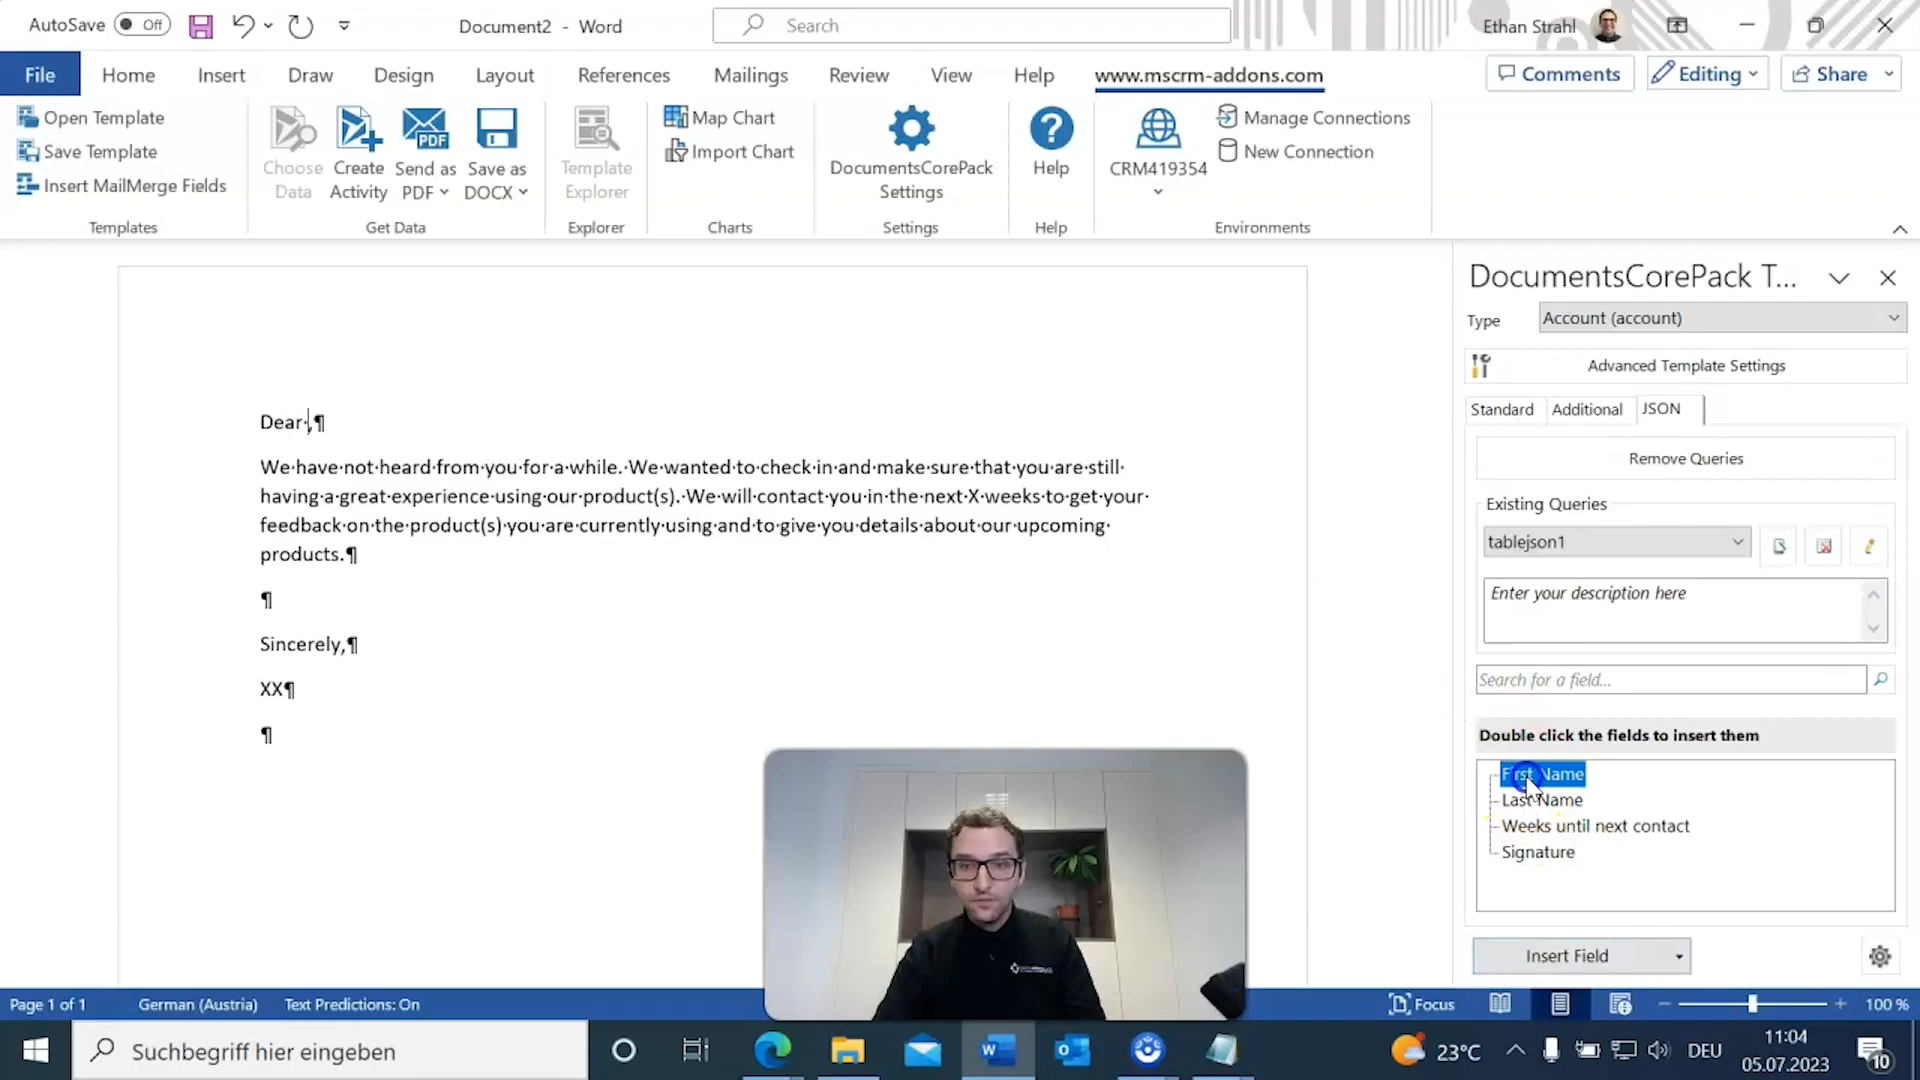 AutoSave Off
Document2 - Word
Search
Ethan Strahl
File Home Insert Draw Design Layout References Mailings Review View Help www.mscrm-addons.com
Comments Editing Share
Open Template
Save Template
Insert MailMerge Fields
Templates
Choose Data
Create Activity
Send as PDF
PDF
Save as DOCX
Get Data
Template Explorer
Explorer
Map Chart
Import Chart
Charts
DocumentsCorePack Settings
Settings
Help
Help
CRM419354
Manage Connections
New Connection
Environments
Dear·,¶
We·have·not·heard·from·you·for·a·while.·We·wanted·to·check·in·and·make·sure·that·you·are·still·
having·a·great·experience·using·our·product(s).·We·will·contact·you·in·the·next·X·weeks·to·get·your·
feedback·on·the·product(s)·you·are·currently·using·and·to·give·you·details·about·our·upcoming·
products.¶
¶
Sincerely,¶
XX¶
¶
DocumentsCorePack T...
Type Account (account)
Advanced Template Settings
Standard Additional JSON
Remove Queries
Existing Queries
tablejson1
Enter your description here
Search for a field...
Double click the fields to insert them
First Name
Last Name
Weeks until next contact
Signature
Insert Field
Page 1 of 1 German (Austria) Text Predictions: On
Focus
100 %
Suchbegriff hier eingeben
23°C
DEU
11:04
05.07.2023
10